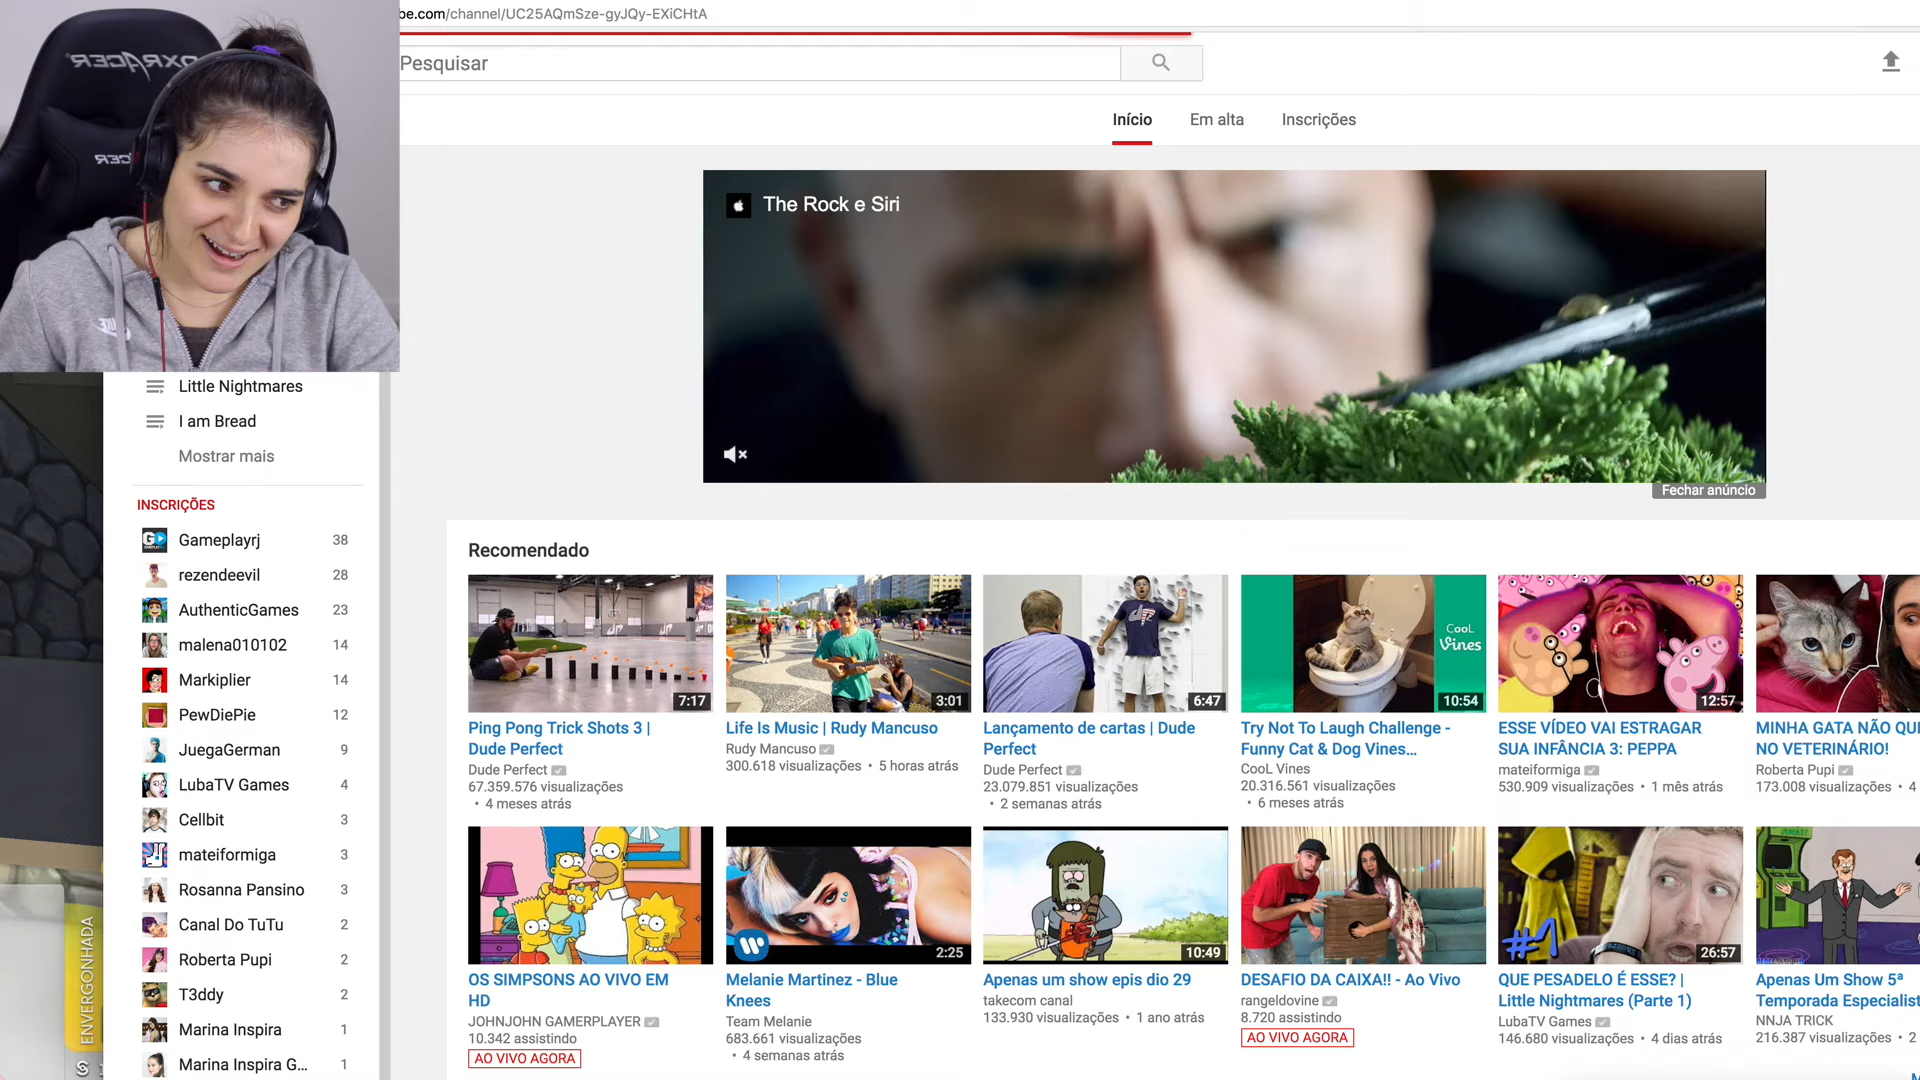 be.com/channel/UC25AQmSze-gyJQy-EXiCHtA
Pesquisar
Início
Em alta
Inscrições
The Rock e Siri
Fechar anúncio
Little Nightmares
I am Bread
Mostrar mais
INSCRIÇÕES
Gameplayrj 38
rezendeevil 28
AuthenticGames 23
malena010102 14
Markiplier 14
PewDiePie 12
JuegaGerman 9
LubaTV Games 4
Cellbit 3
mateiformiga 3
Rosanna Pansino 3
Canal Do TuTu 2
Roberta Pupi 2
T3ddy 2
Marina Inspira 1
Marina Inspira G... 1
ENVERGONHADA
Recomendado
7:17
Ping Pong Trick Shots 3 |
Dude Perfect
Dude Perfect
67.359.576 visualizações
• 4 meses atrás
3:01
Life Is Music | Rudy Mancuso
Rudy Mancuso
300.618 visualizações • 5 horas atrás
6:47
Lançamento de cartas | Dude
Perfect
Dude Perfect
23.079.851 visualizações
• 2 semanas atrás
CooL
Vines
10:54
Try Not To Laugh Challenge -
Funny Cat & Dog Vines...
CooL Vines
20.316.561 visualizações
• 6 meses atrás
12:57
ESSE VÍDEO VAI ESTRAGAR
SUA INFÂNCIA 3: PEPPA
mateiformiga
530.909 visualizações • 1 mês atrás
MINHA GATA NÃO QU
NO VETERINÁRIO!
Roberta Pupi
173.008 visualizações • 4
OS SIMPSONS AO VIVO EM
HD
JOHNJOHN GAMERPLAYER
10.342 assistindo
AO VIVO AGORA
2:25
Melanie Martinez - Blue
Knees
Team Melanie
683.661 visualizações
• 4 semanas atrás
10:49
Apenas um show epis dio 29
takecom canal
133.930 visualizações • 1 ano atrás
DESAFIO DA CAIXA!! - Ao Vivo
rangeldovine
8.720 assistindo
AO VIVO AGORA
#1
26:57
QUE PESADELO É ESSE? |
Little Nightmares (Parte 1)
LubaTV Games
146.680 visualizações • 4 dias atrás
Apenas Um Show 5ª
Temporada Especialist
NNJA TRICK
216.387 visualizações • 2